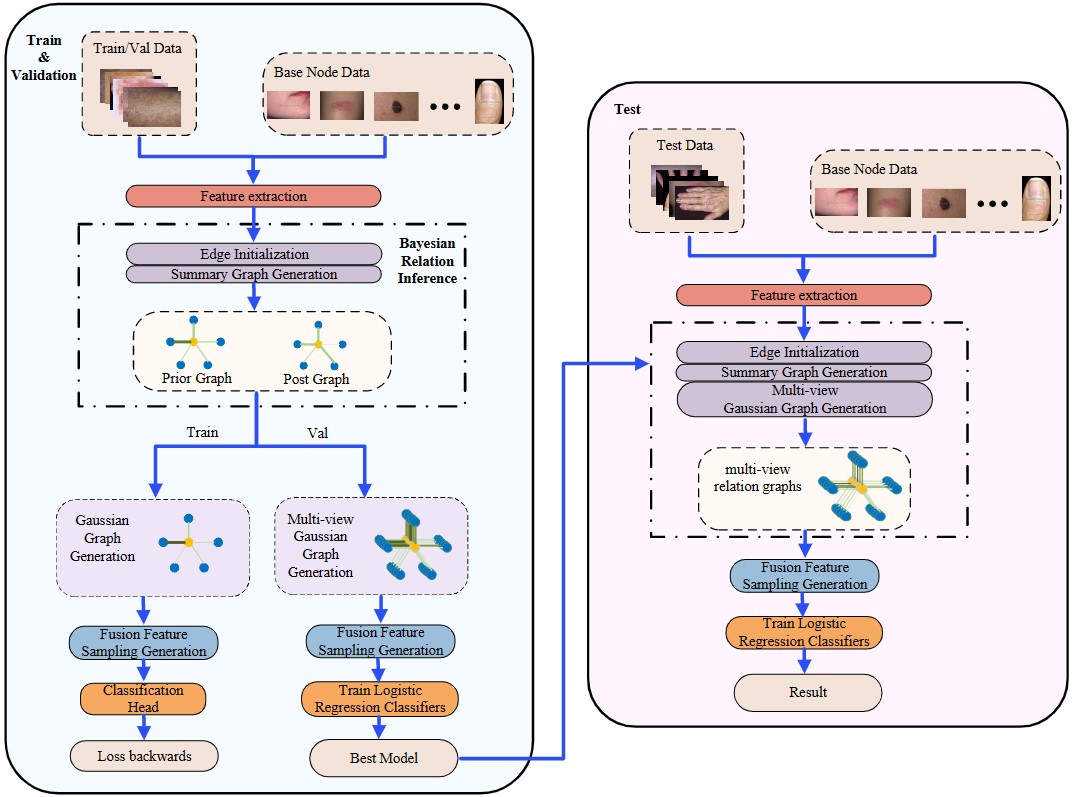 Train
&
Validation
Train/Val Data
Base Node Data
Feature extraction
Bayesian
Relation
Inference
Edge Initialization
Summary Graph Generation
Prior Graph
Post Graph
Train
Val
Gaussian
Graph
Generation
Multi-view
Gaussian
Graph
Generation
Fusion Feature
Sampling Generation
Fusion Feature
Sampling Generation
Classification
Head
Train Logistic
Regression Classifiers
Loss backwards
Best Model
Test
Test Data
Base Node Data
Feature extraction
Edge Initialization
Summary Graph Generation
Multi-view
Gaussian Graph Generation
multi-view
relation graphs
Fusion Feature
Sampling Generation
Train Logistic
Regression Classifiers
Result